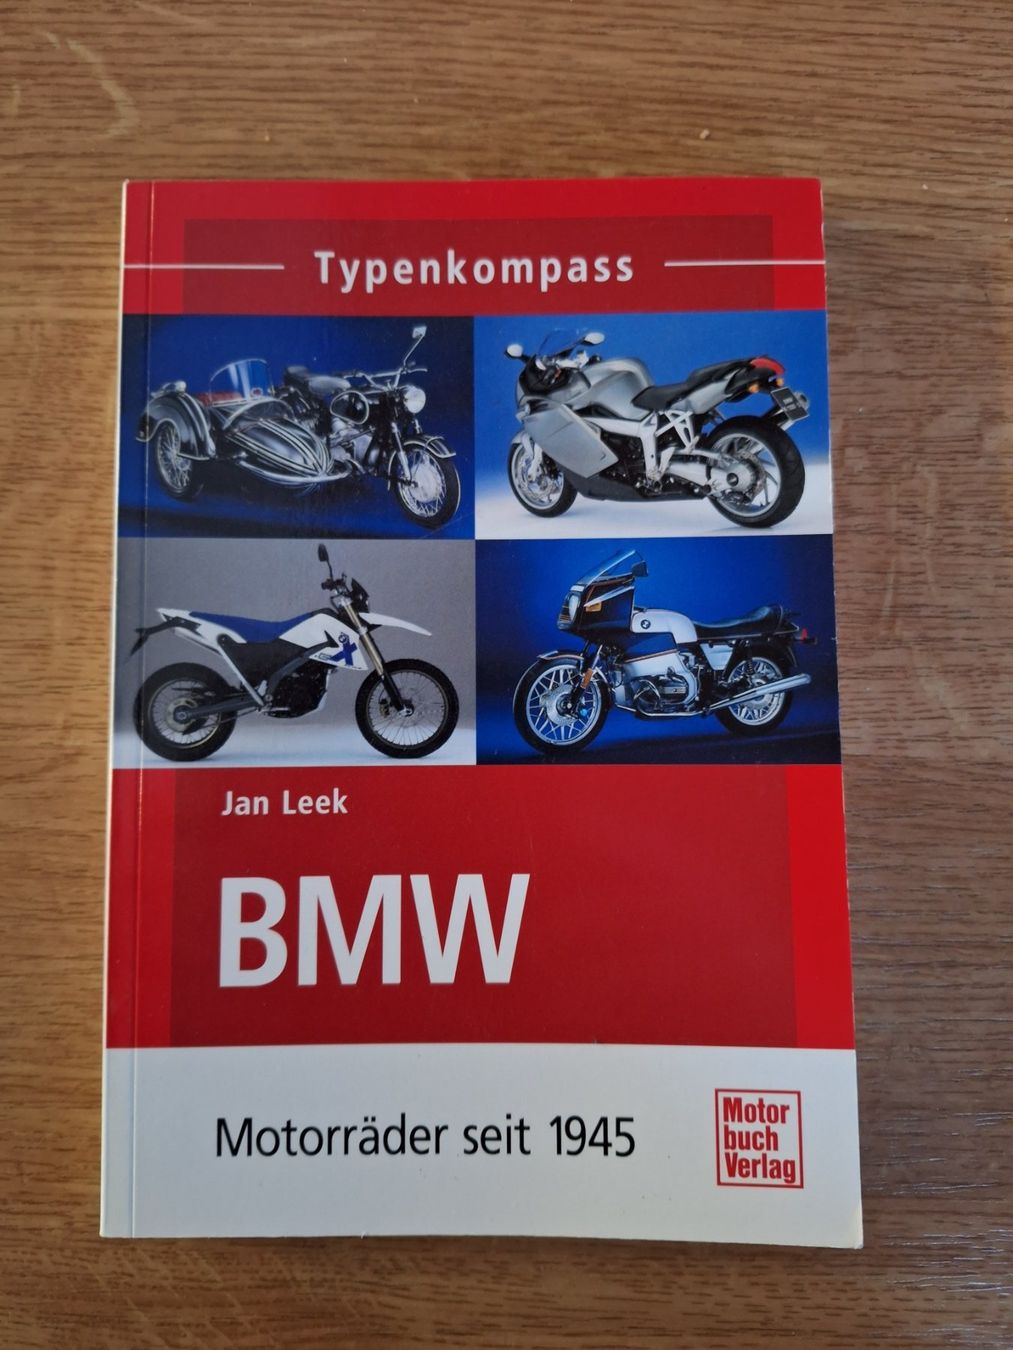 Typenkompass
Jan Leek
BMW
Motorräder seit 1945
Motor
buch
Verlag